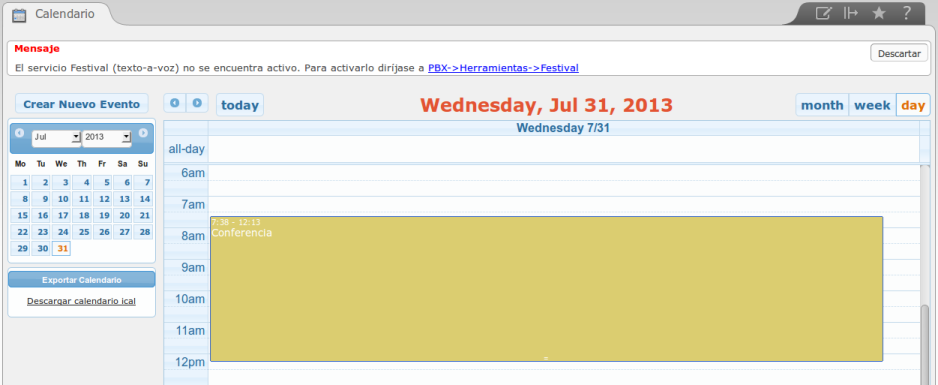 Calendario
?
Mensaje
Descartar
El servicio Festival (texto-a-voz) no se encuentra activo. Para activarlo diríjase a PBX->Herramientas->Festival
Crear Nuevo Evento
today
Wednesday, Jul 31, 2013
month week day
Jul 2013
Mo Tu We Th Fr Sa Su
1 2 3 4 5 6 7
8 9 10 11 12 13 14
15 16 17 18 19 20 21
22 23 24 25 26 27 28
29 30 31
Exportar Calendario
Descargar calendario ical
Wednesday 7/31
all-day
6am
7am
7:38 - 12:13
Conferencia
8am
9am
10am
11am
12pm